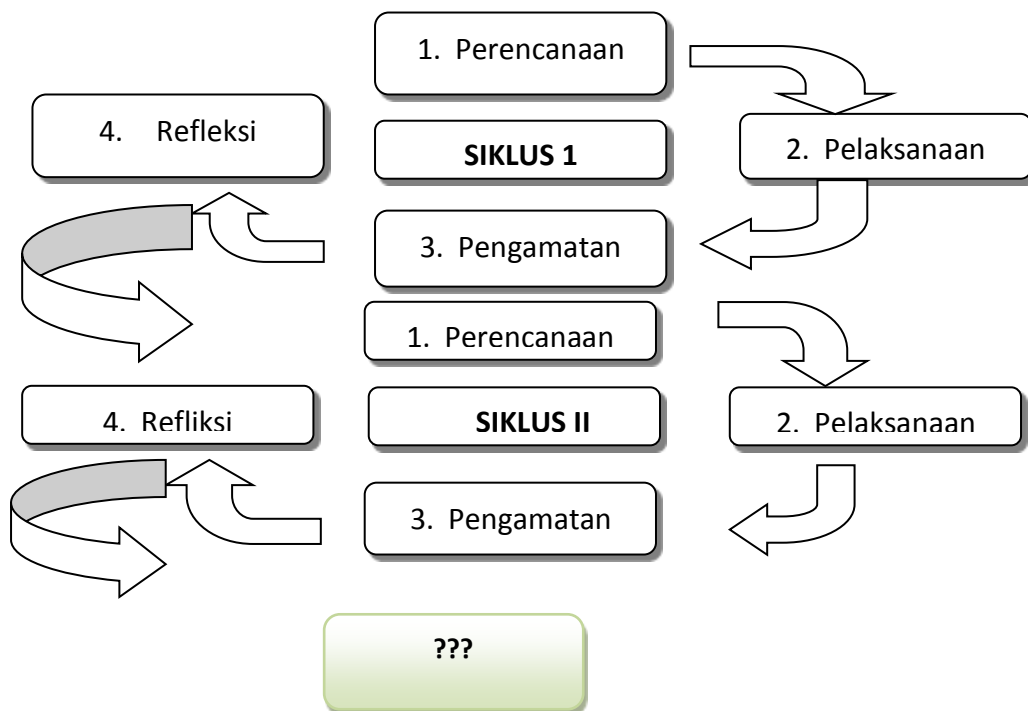 1. Perencanaan
4. Refleksi
SIKLUS 1
2. Pelaksanaan
3. Pengamatan
1. Perencanaan
4. Refliksi
SIKLUS II
2. Pelaksanaan
3. Pengamatan
???